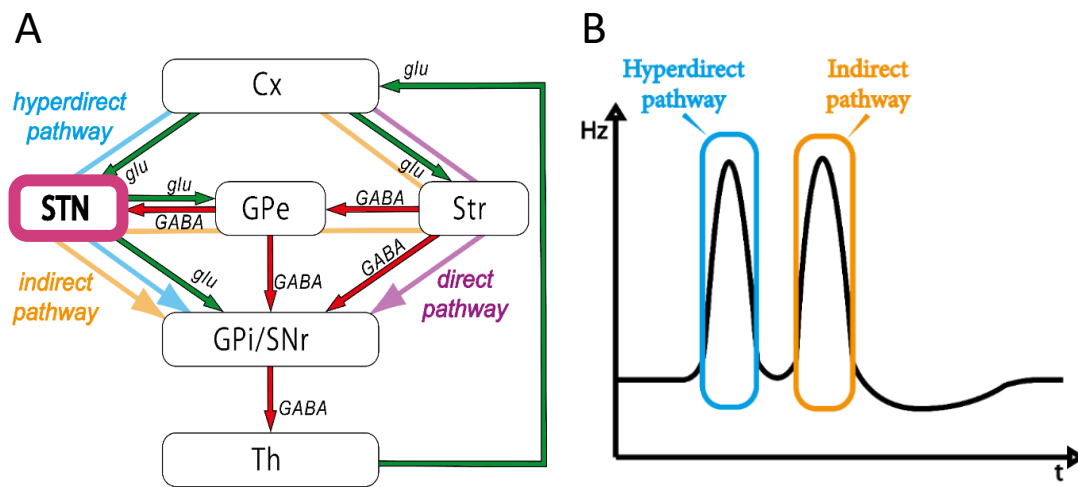 A
Cx
glu
hyperdirect
pathway
glu
glu
STN
glu
GABA
GPe
GABA
Str
GABA
GABA
indirect
pathway
glu
direct
pathway
GPi/SNr
GABA
Th
B
Hyperdirect
pathway
Indirect
pathway
Hz
t